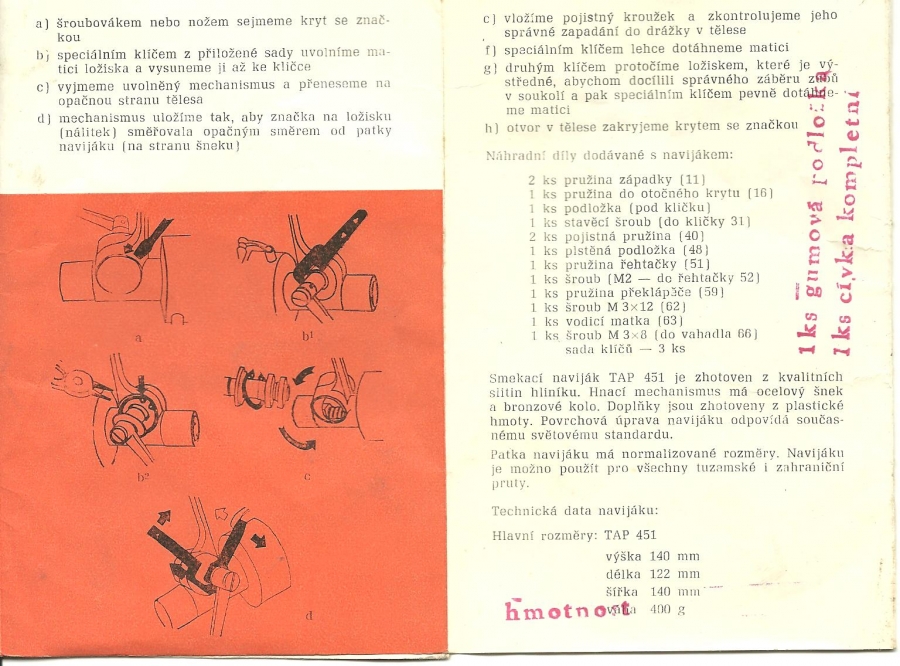 a) šroubovákem nebo nožem sejmeme kryt se znač-
kou
b) speciálním klíčem z přiložené sady uvolníme ma-
tici ložiska a vysuneme ji až ke kličce
c) vyjmeme uvolněný mechanismus a přeneseme na
opačnou stranu tělesa
d) mechanismus uložíme tak, aby značka na ložisku
(nálitek) směřovala opačným směrem od patky
navijáku (na stranu šneku)
a
b¹
b²
c
d
c) vložíme pojistný kroužek a zkontrolujeme jeho
správné zapadání do drážky v tělese
f) speciálním klíčem lehce dotáhneme matici
g) druhým klíčem protočíme ložiskem, které je vý-
středné, abychom docílili správného záběru zubů
v soukolí a pak speciálním klíčem pevně dotáhne-
me matici
h) otvor v tělese zakryjeme krytem se značkou
Náhradní díly dodávané s navijákem:
2 ks pružina západky (11)
1 ks pružina do otočného krytu (16)
1 ks podložka (pod kličku)
1 ks stavěcí šroub (do kličky 31)
2 ks pojistná pružina (40)
1 ks plstěná podložka (48)
1 ks pružina řehtačky (51)
1 ks šroub (M2 — do řehtačky 52)
1 ks pružina překlápěče (59)
1 ks šroub M 3×12 (62)
1 ks vodicí matka (63)
1 ks šroub M 3×8 (do vahadla 66)
sada klíčů — 3 ks
1ks gumová podložka
1ks cívka kompletní
Smekací naviják TAP 451 je zhotoven z kvalitních
slitin hliníku. Hnací mechanismus má ocelový šnek
a bronzové kolo. Doplňky jsou zhotoveny z plastické
hmoty. Povrchová úprava navijáku odpovídá součas-
nému světovému standardu.
Patka navijáku má normalizované rozměry. Navijáku
je možno použít pro všechny tuzemské i zahraniční
pruty.
Technická data navijáku:
Hlavní rozměry: TAP 451
výška 140 mm
délka 122 mm
šířka 140 mm
hmotnost 400 g